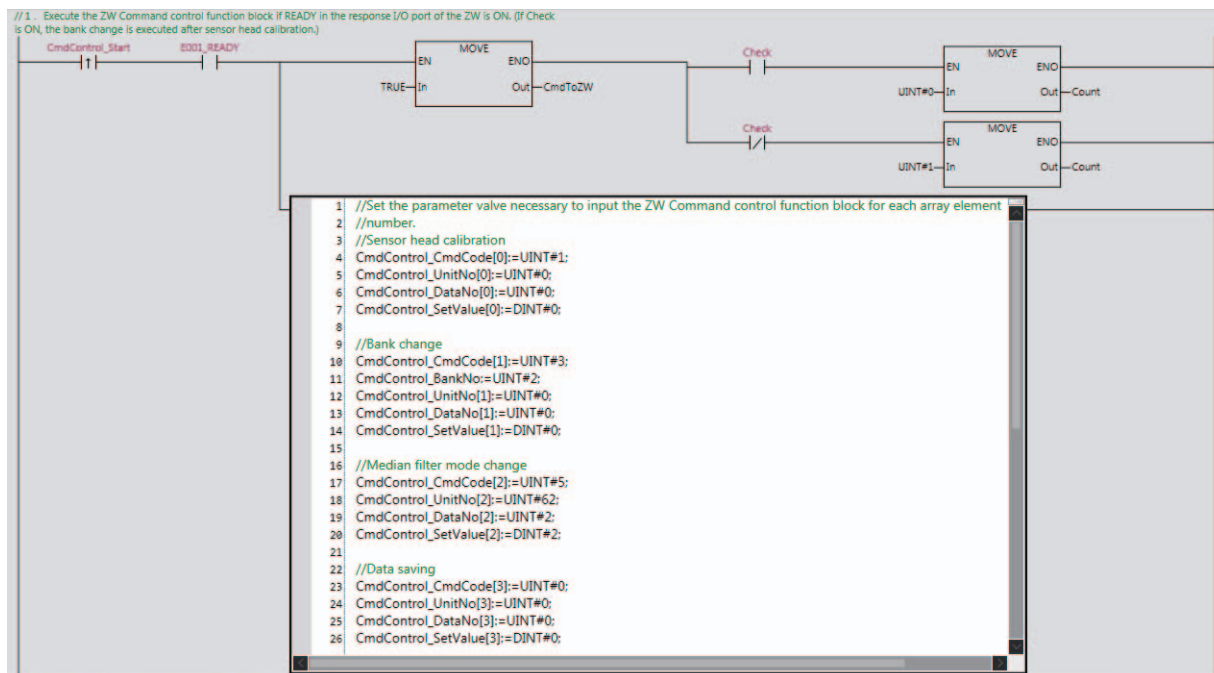 //1 .  Execute the ZW Command control function block if READY in the response I/O port of the ZW is ON. (If Check
is ON, the bank change is executed after sensor head calibration.)
CmdControl_Start E001_READY
MOVE
EN ENO
TRUE In Out CmdToZW
Check
MOVE
EN ENO
UINT#0 In Out Count
Check
MOVE
EN ENO
UINT#1 In Out Count
1 //Set the parameter valve necessary to input the ZW Command control function block for each array element
2 //number.
3 //Sensor head calibration
4 CmdControl_CmdCode[0]:=UINT#1;
5 CmdControl_UnitNo[0]:=UINT#0;
6 CmdControl_DataNo[0]:=UINT#0;
7 CmdControl_SetValue[0]:=DINT#0;
8
9 //Bank change
10 CmdControl_CmdCode[1]:=UINT#3;
11 CmdControl_BankNo:=UINT#2;
12 CmdControl_UnitNo[1]:=UINT#0;
13 CmdControl_DataNo[1]:=UINT#0;
14 CmdControl_SetValue[1]:=DINT#0;
15
16 //Median filter mode change
17 CmdControl_CmdCode[2]:=UINT#5;
18 CmdControl_UnitNo[2]:=UINT#62;
19 CmdControl_DataNo[2]:=UINT#2;
20 CmdControl_SetValue[2]:=DINT#2;
21
22 //Data saving
23 CmdControl_CmdCode[3]:=UINT#0;
24 CmdControl_UnitNo[3]:=UINT#0;
25 CmdControl_DataNo[3]:=UINT#0;
26 CmdControl_SetValue[3]:=DINT#0;